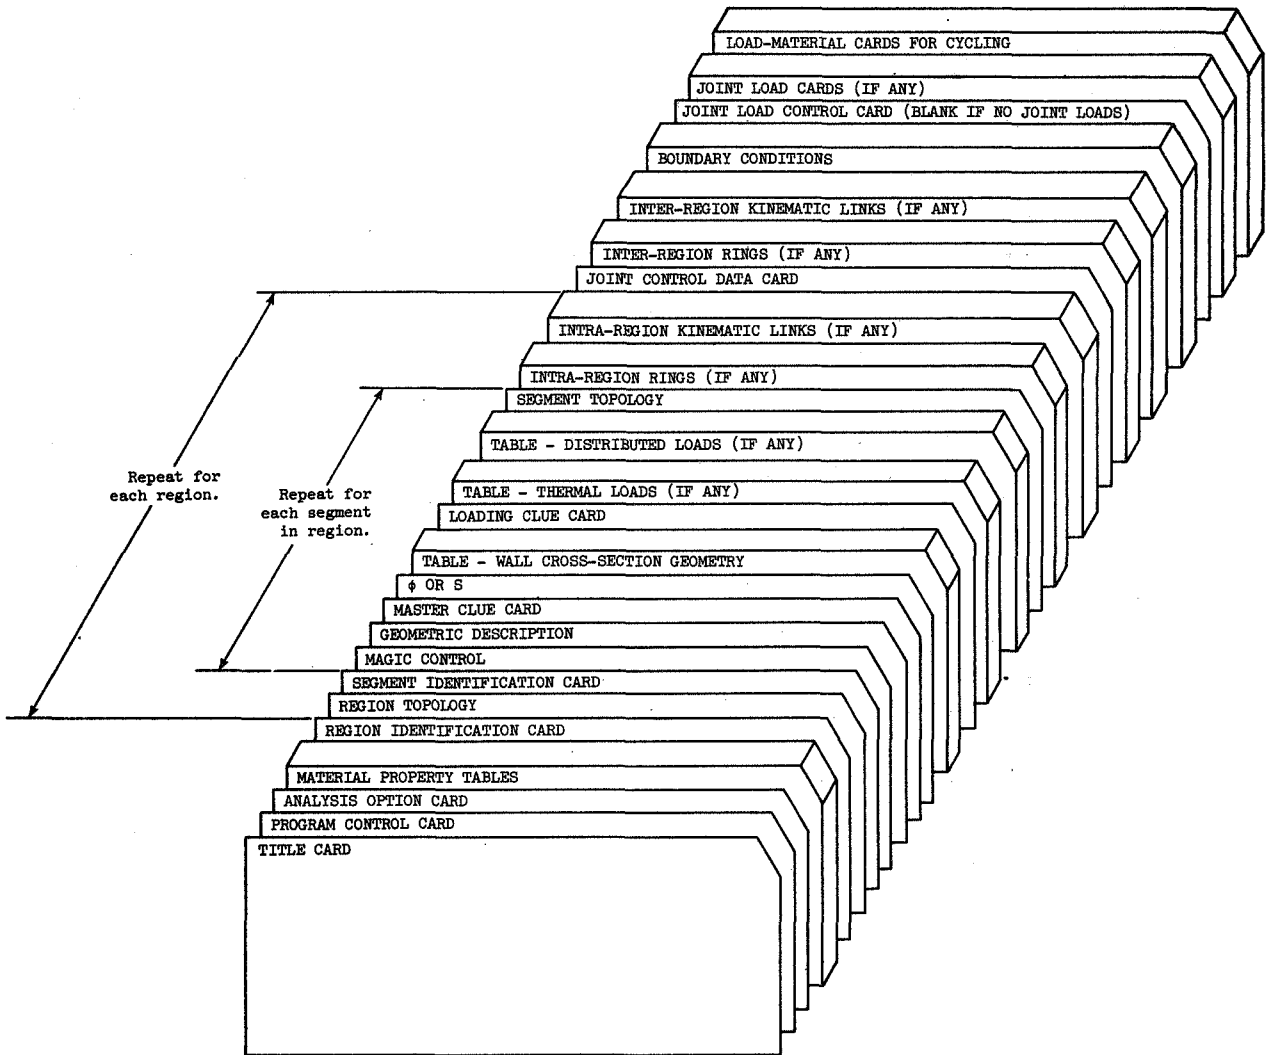 LOAD-MATERIAL CARDS FOR CYCLING
JOINT LOAD CARDS (IF ANY)
JOINT LOAD CONTROL CARD (BLANK IF NO JOINT LOADS)
BOUNDARY CONDITIONS
INTER-REGION KINEMATIC LINKS (IF ANY)
INTER-REGION RINGS (IF ANY)
JOINT CONTROL DATA CARD
INTRA-REGION KINEMATIC LINKS (IF ANY)
INTRA-REGION RINGS (IF ANY)
SEGMENT TOPOLOGY
TABLE - DISTRIBUTED LOADS (IF ANY)
TABLE - THERMAL LOADS (IF ANY)
LOADING CLUE CARD
TABLE - WALL CROSS-SECTION GEOMETRY
ϕ OR S
MASTER CLUE CARD
GEOMETRIC DESCRIPTION
MAGIC CONTROL
SEGMENT IDENTIFICATION CARD
REGION TOPOLOGY
REGION IDENTIFICATION CARD
MATERIAL PROPERTY TABLES
ANALYSIS OPTION CARD
PROGRAM CONTROL CARD
TITLE CARD
Repeat for
each region.
Repeat for
each segment
in region.